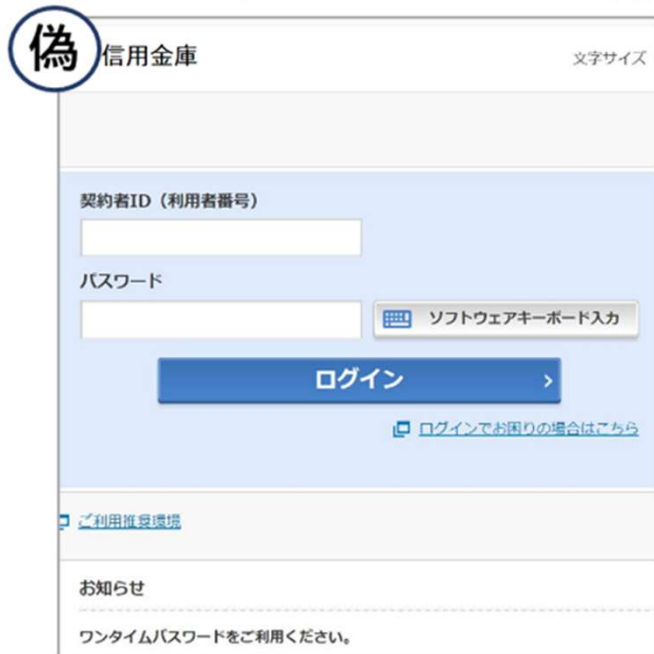 偽
信用金庫
文字サイズ
契約者ID（利用者番号）
パスワード
ソフトウェアキーボード入力
ログイン
ログインでお困りの場合はこちら
ご利用推奨環境
お知らせ
ワンタイムパスワードをご利用ください。